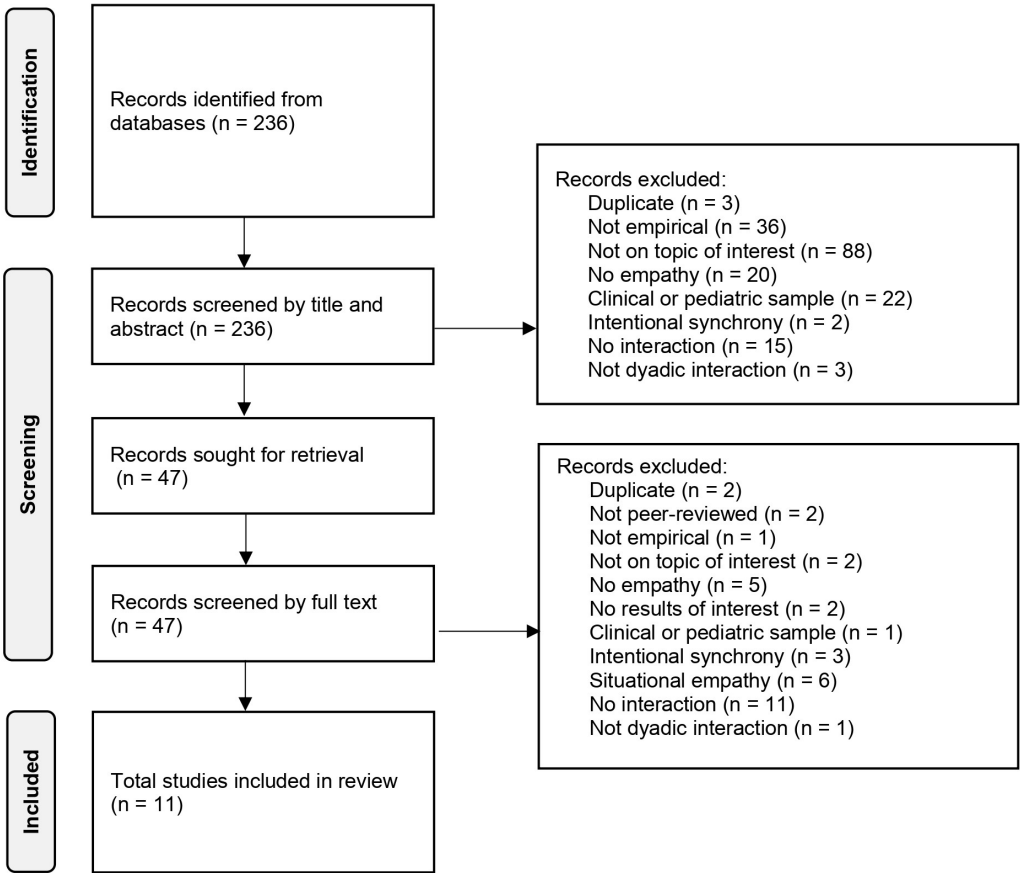 Identification
Records identified from
databases (n = 236)
Screening
Records screened by title and
abstract (n = 236)
Records excluded:
Duplicate (n = 3)
Not empirical (n = 36)
Not on topic of interest (n = 88)
No empathy (n = 20)
Clinical or pediatric sample (n = 22)
Intentional synchrony (n = 2)
No interaction (n = 15)
Not dyadic interaction (n = 3)
Records sought for retrieval
(n = 47)
Records screened by full text
(n = 47)
Records excluded:
Duplicate (n = 2)
Not peer-reviewed (n = 2)
Not empirical (n = 1)
Not on topic of interest (n = 2)
No empathy (n = 5)
No results of interest (n = 2)
Clinical or pediatric sample (n = 1)
Intentional synchrony (n = 3)
Situational empathy (n = 6)
No interaction (n = 11)
Not dyadic interaction (n = 1)
Included
Total studies included in review
(n = 11)